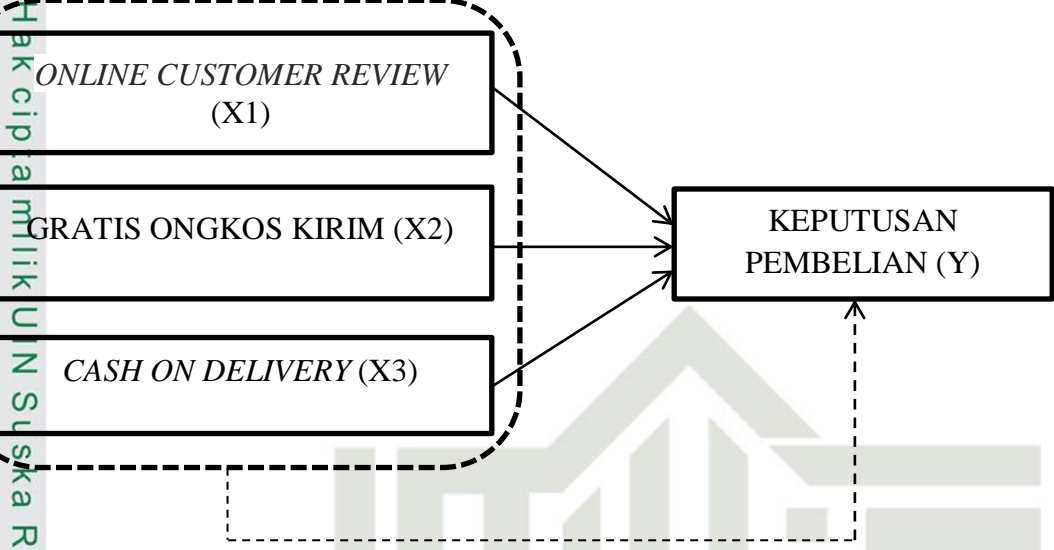 ONLINE CUSTOMER REVIEW
(X1)
GRATIS ONGKOS KIRIM (X2)
CASH ON DELIVERY (X3)
KEPUTUSAN
PEMBELIAN (Y)
Hak cipta milik UIN Suska R